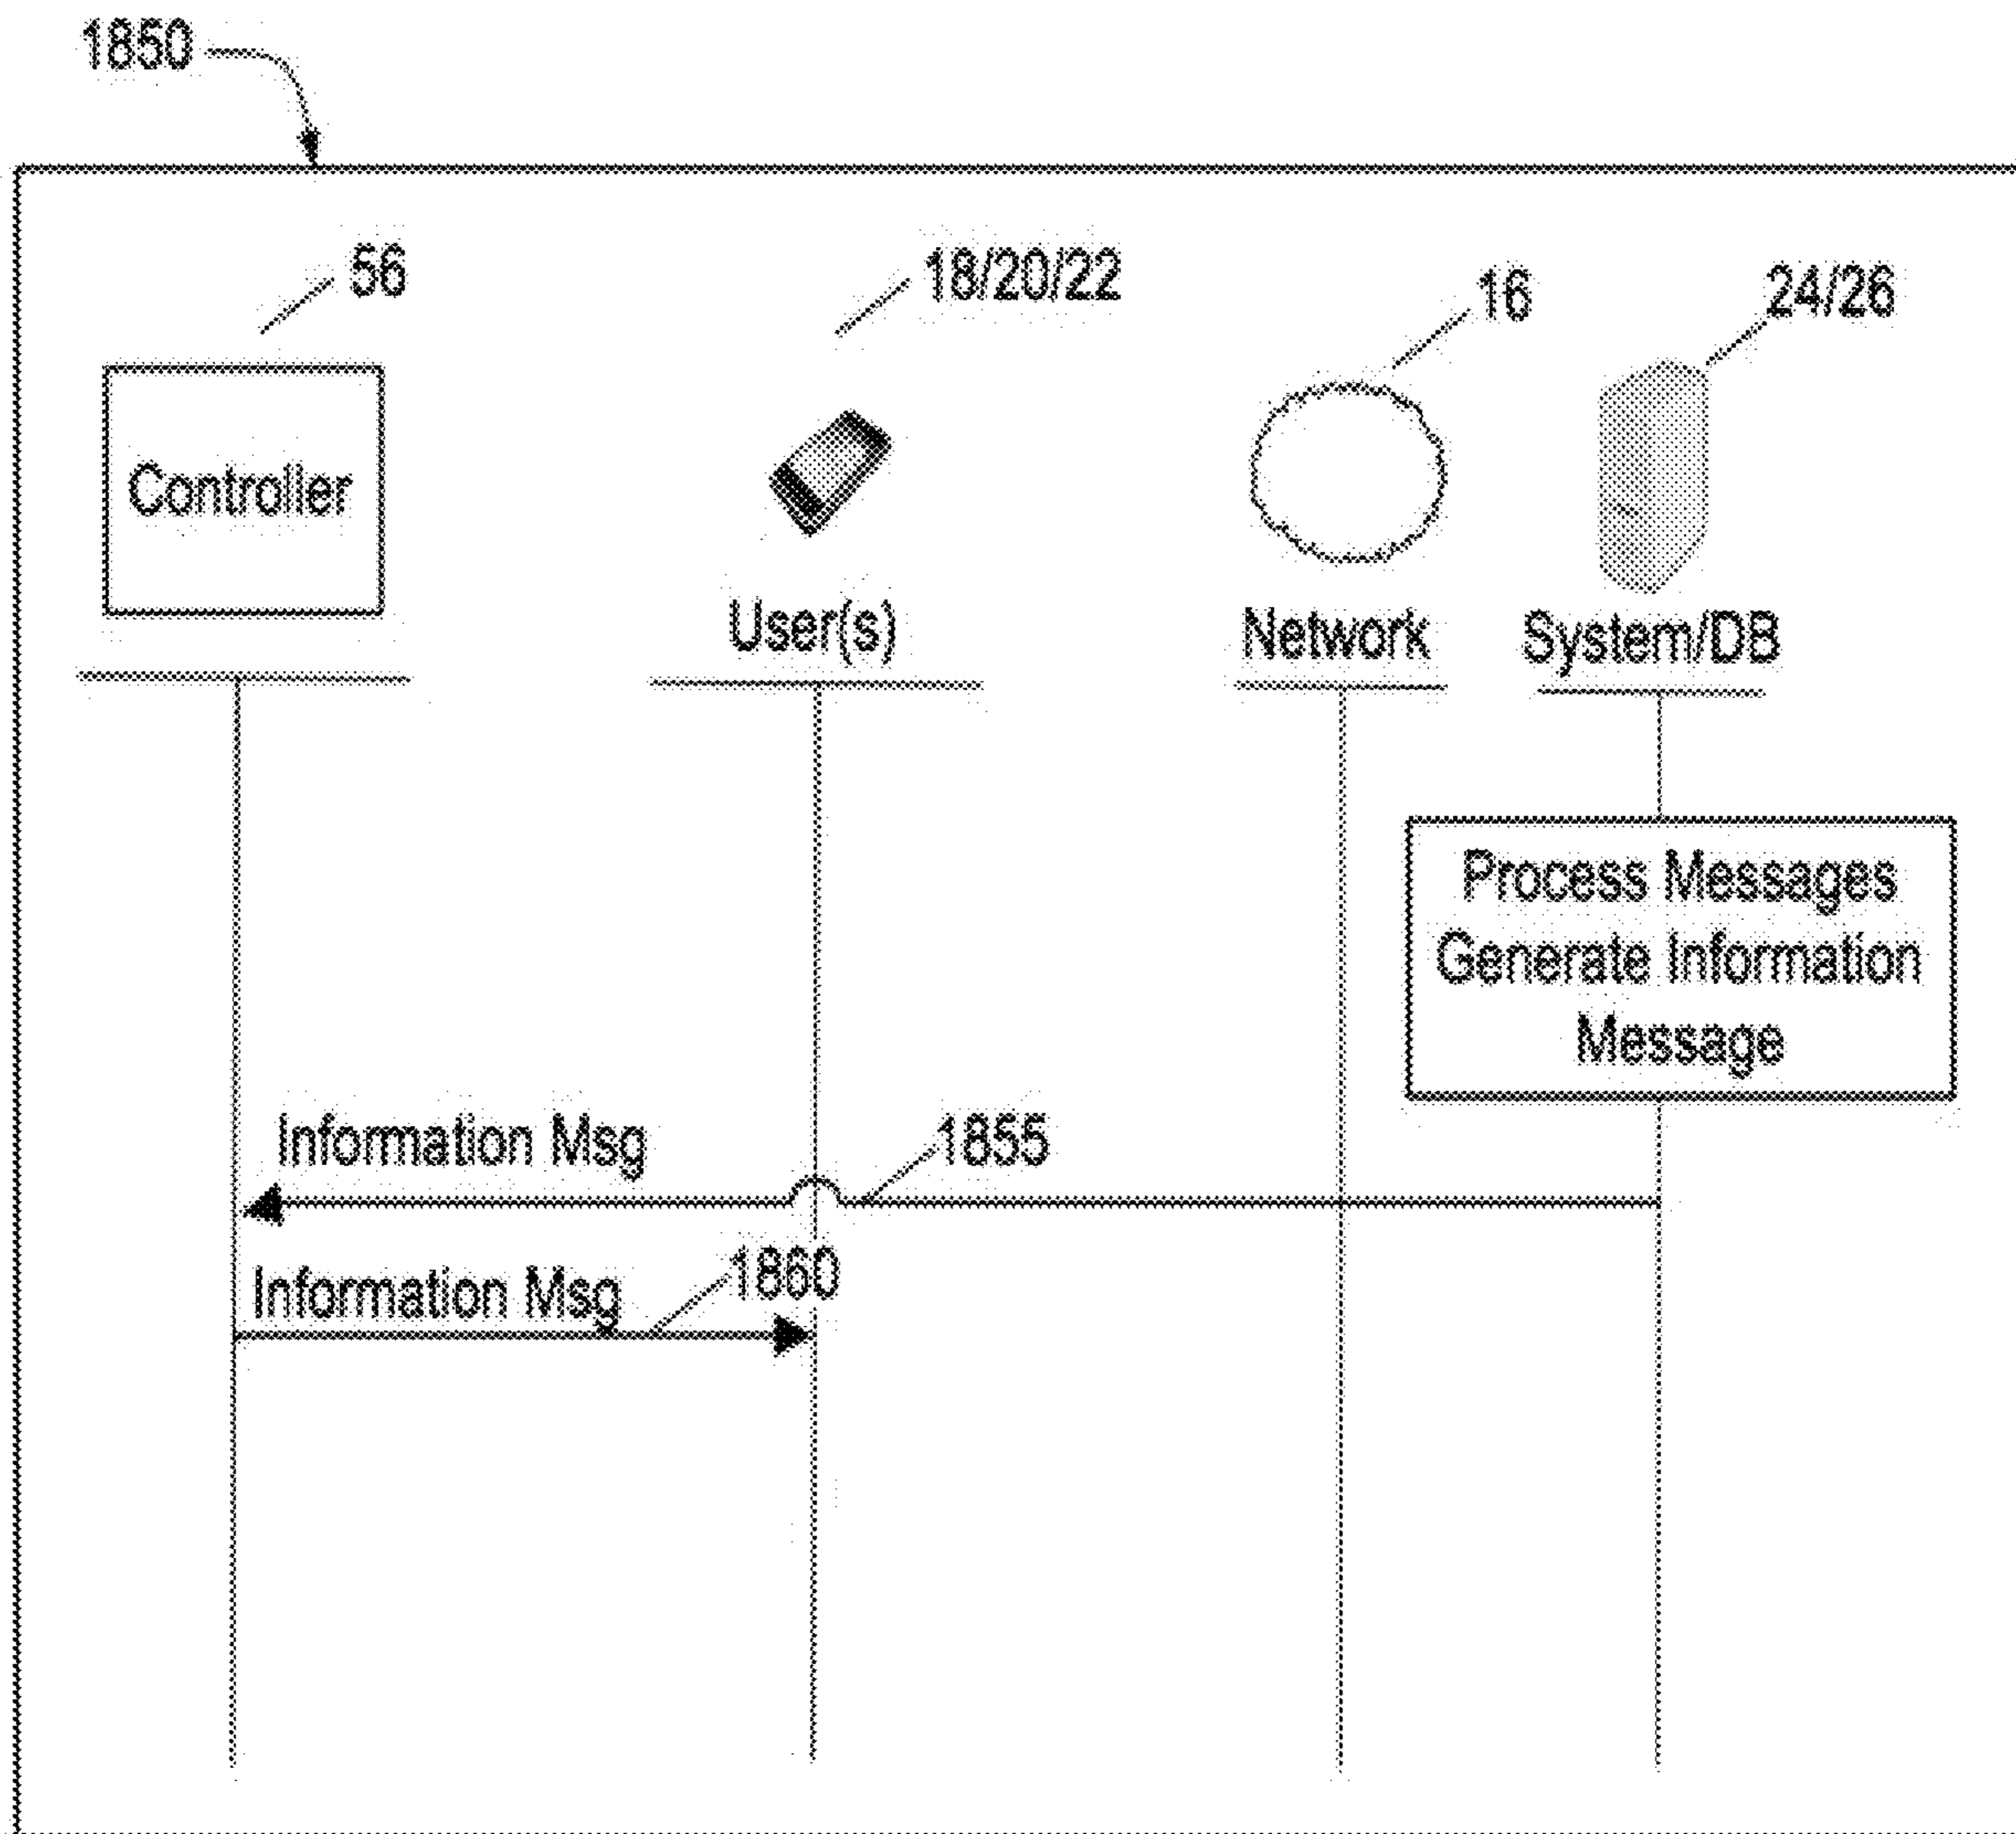 1850
56
18/20/22
16
24/26
Controller
User(s)
Network
System/DB
Process Messages
Generate Information
Message
Information Msg
1855
Information Msg
1860